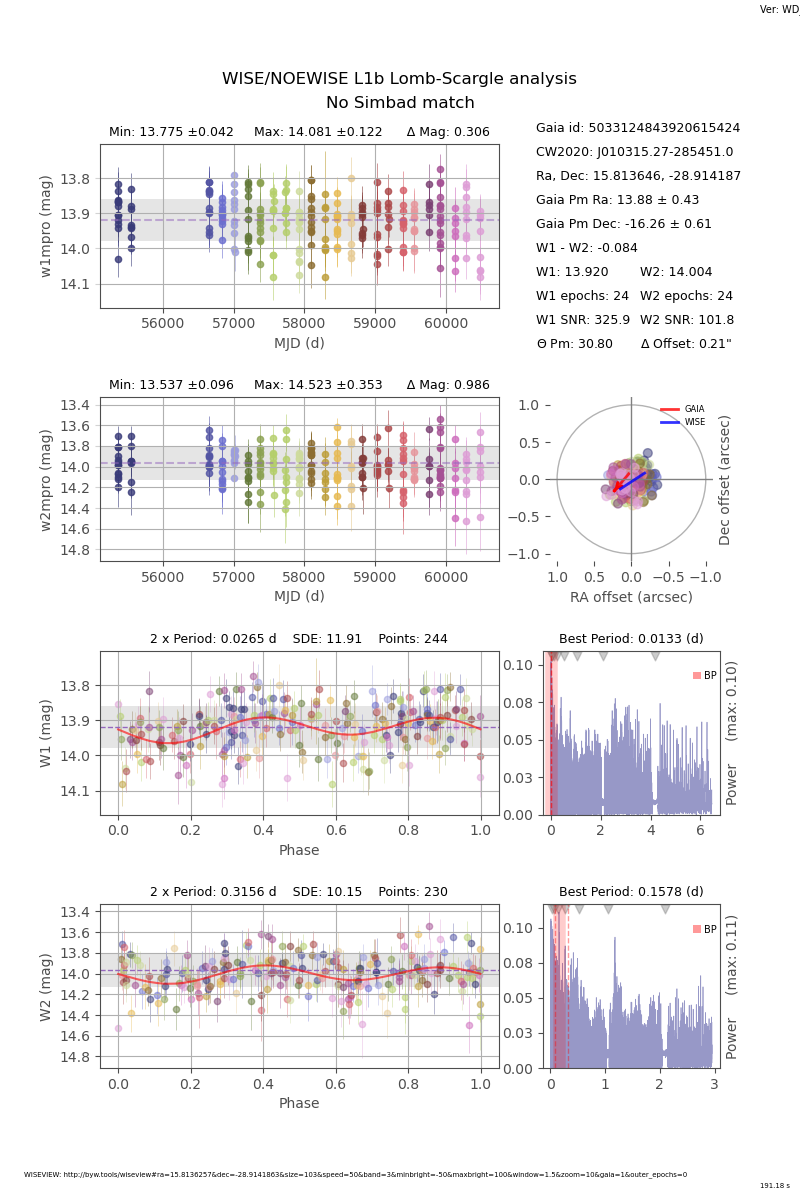 Ver: WD_
WISE/NOEWISE L1b Lomb-Scargle analysis
No Simbad match
Min: 13.775 ±0.042 Max: 14.081 ±0.122 Δ Mag: 0.306
13.8
13.9
14.0
14.1
w1mpro (mag)
56000 57000 58000 59000 60000
MJD (d)
Gaia id: 5033124843920615424
CW2020: J010315.27-285451.0
Ra, Dec: 15.813646, -28.914187
Gaia Pm Ra: 13.88 ± 0.43
Gaia Pm Dec: -16.26 ± 0.61
W1 - W2: -0.084
W1: 13.920 W2: 14.004
W1 epochs: 24 W2 epochs: 24
W1 SNR: 325.9 W2 SNR: 101.8
Θ Pm: 30.80 Δ Offset: 0.21"
Min: 13.537 ±0.096 Max: 14.523 ±0.353 Δ Mag: 0.986
13.4
13.6
13.8
14.0
14.2
14.4
14.6
14.8
w2mpro (mag)
56000 57000 58000 59000 60000
MJD (d)
GAIA
WISE
1.0
0.5
0.0
−0.5
−1.0
Dec offset (arcsec)
1.0 0.5 0.0 −0.5 −1.0
RA offset (arcsec)
2 x Period: 0.0265 d SDE: 11.91 Points: 244
13.8
13.9
14.0
14.1
W1 (mag)
0.0 0.2 0.4 0.6 0.8 1.0
Phase
Best Period: 0.0133 (d)
BP
0.10
0.08
0.05
0.03
0.00
Power (max: 0.10)
0 2 4 6
2 x Period: 0.3156 d SDE: 10.15 Points: 230
13.4
13.6
13.8
14.0
14.2
14.4
14.6
14.8
W2 (mag)
0.0 0.2 0.4 0.6 0.8 1.0
Phase
Best Period: 0.1578 (d)
BP
0.10
0.08
0.05
0.03
0.00
Power (max: 0.11)
0 1 2 3
WISEVIEW: http://byw.tools/wiseview#ra=15.8136257&dec=-28.9141863&size=103&speed=50&band=3&minbright=-50&maxbright=100&window=1.5&zoom=10&gaia=1&outer_epochs=0
191.18 s